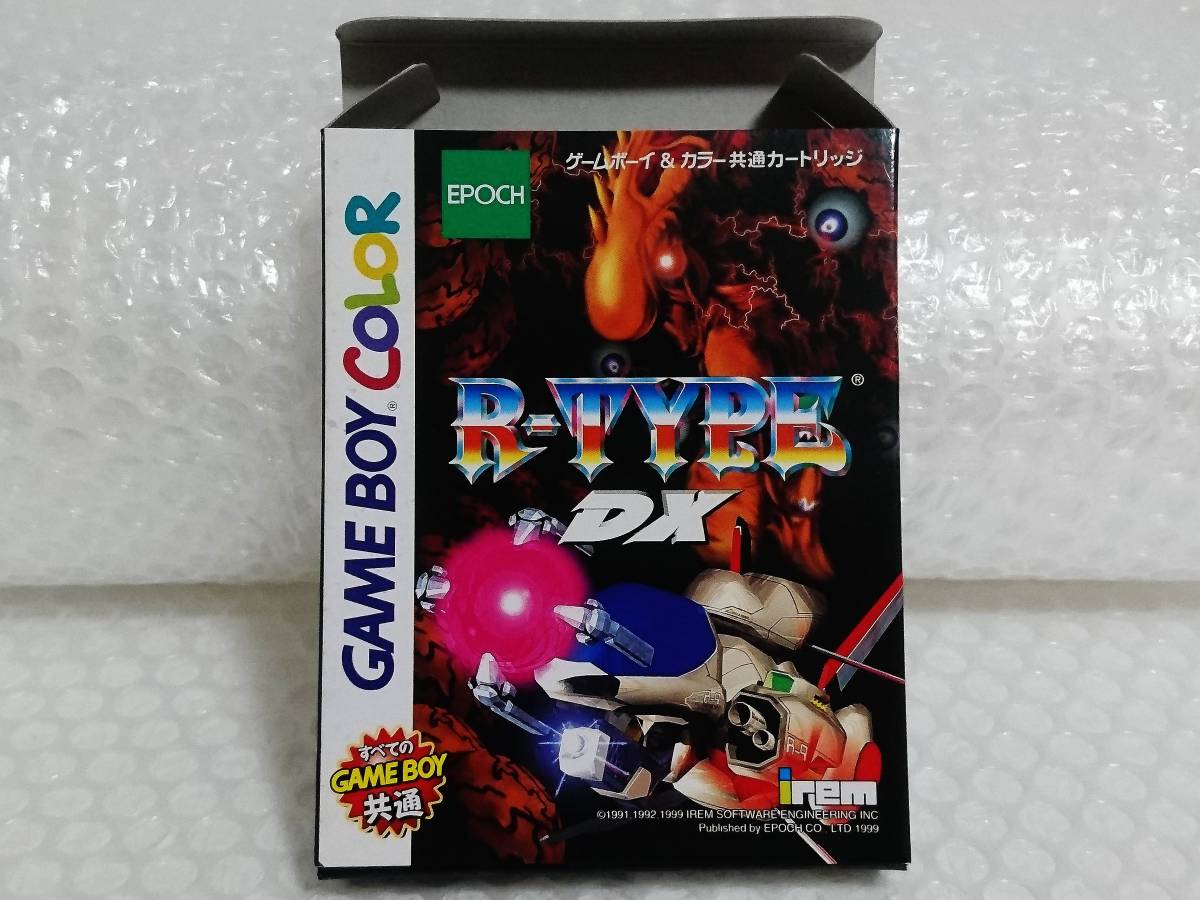 EPOCH
ゲームボーイ & カラー共通カートリッジ
GAME BOY® COLOR
R-TYPE®
DX
R-9
R-9
すべての
GAME BOY
共通
irem
©1991,1992,1999 IREM SOFTWARE ENGINEERING INC
Published by EPOCH CO. LTD 1999